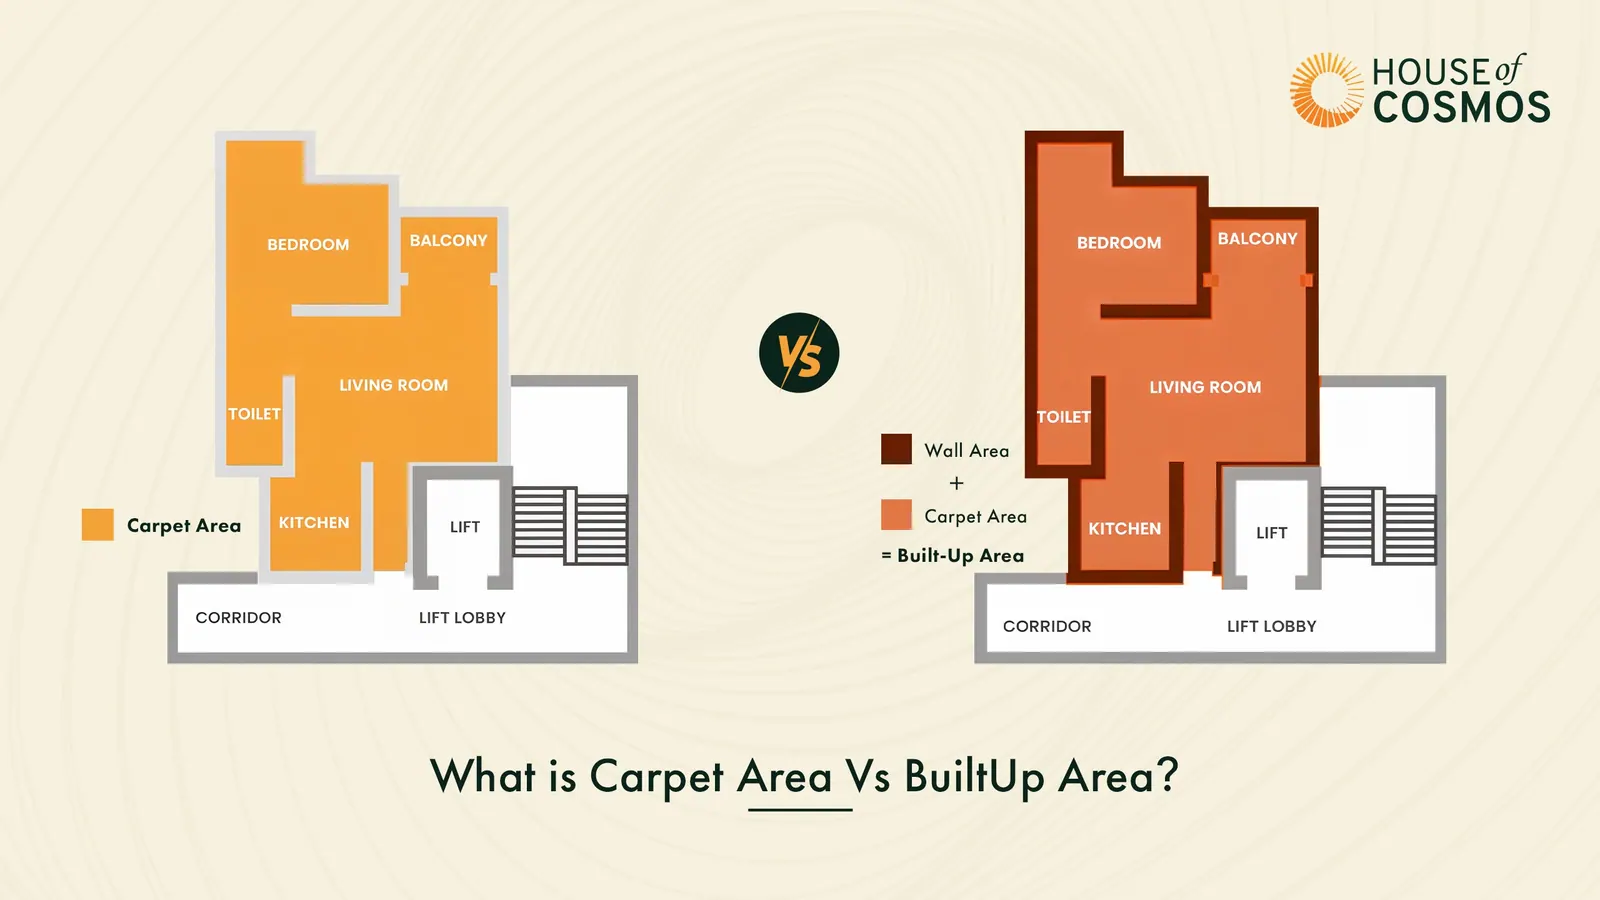 HOUSE of
COSMOS
BEDROOM
BALCONY
LIVING ROOM
TOILET
KITCHEN
LIFT
CORRIDOR
LIFT LOBBY
Carpet Area
VS
BEDROOM
BALCONY
LIVING ROOM
TOILET
KITCHEN
LIFT
CORRIDOR
LIFT LOBBY
Wall Area
+
Carpet Area
= Built-Up Area
What is Carpet Area Vs BuiltUp Area?